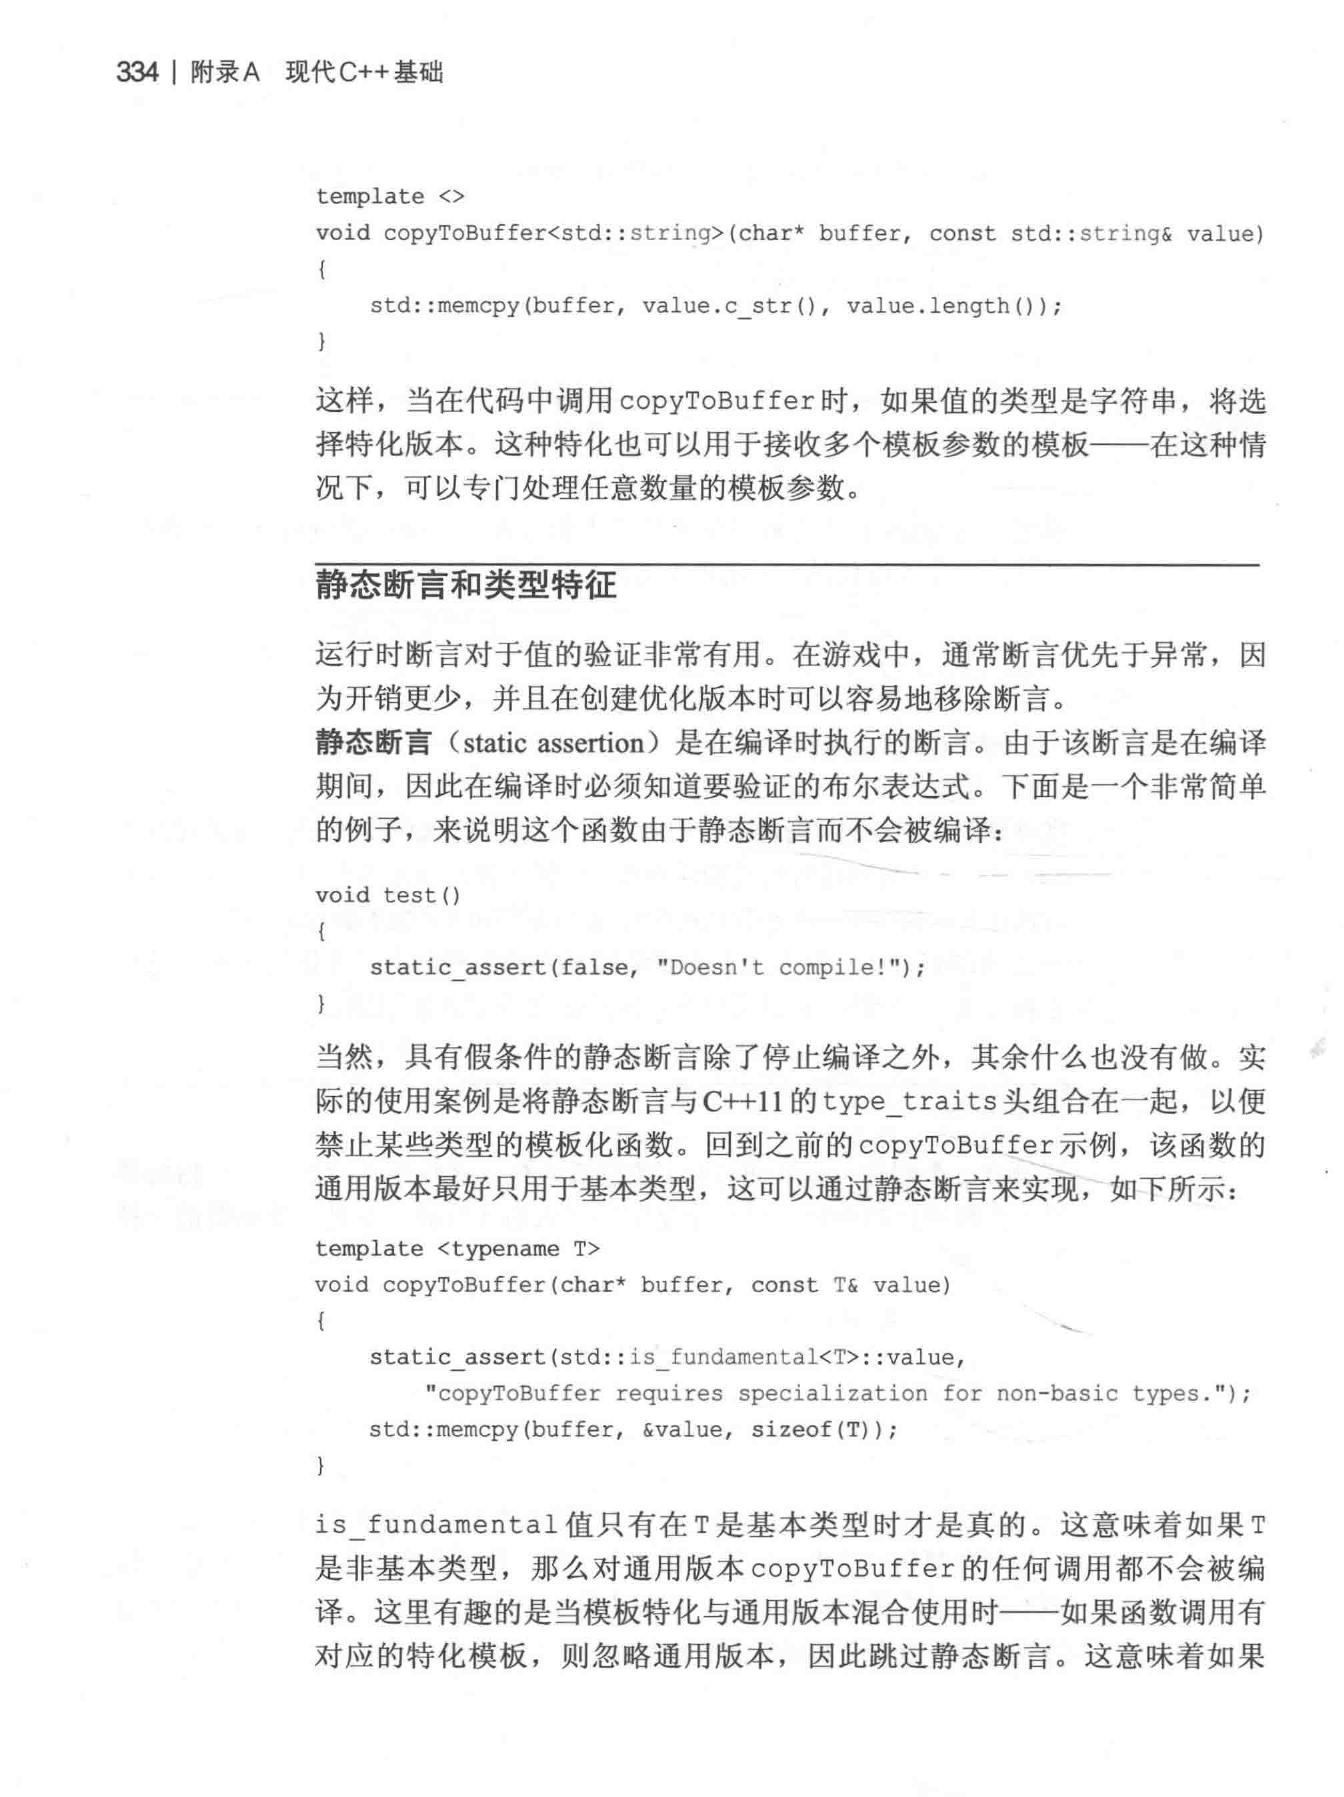 334 | 附录A 现代C++基础
template <>
void copyToBuffer<std::string>(char* buffer, const std::string& value)
{
    std::memcpy(buffer, value.c_str(), value.length());
}
这样，当在代码中调用copyToBuffer时，如果值的类型是字符串，将选
择特化版本。这种特化也可以用于接收多个模板参数的模板——在这种情
况下，可以专门处理任意数量的模板参数。
静态断言和类型特征
运行时断言对于值的验证非常有用。在游戏中，通常断言优先于异常，因
为开销更少，并且在创建优化版本时可以容易地移除断言。
静态断言（static assertion）是在编译时执行的断言。由于该断言是在编译
期间，因此在编译时必须知道要验证的布尔表达式。下面是一个非常简单
的例子，来说明这个函数由于静态断言而不会被编译：
void test()
{
    static_assert(false, "Doesn't compile!");
}
当然，具有假条件的静态断言除了停止编译之外，其余什么也没有做。实
际的使用案例是将静态断言与C++11的type_traits头组合在一起，以便
禁止某些类型的模板化函数。回到之前的copyToBuffer示例，该函数的
通用版本最好只用于基本类型，这可以通过静态断言来实现，如下所示：
template <typename T>
void copyToBuffer(char* buffer, const T& value)
{
    static_assert(std::is_fundamental<T>::value,
        "copyToBuffer requires specialization for non-basic types.");
    std::memcpy(buffer, &value, sizeof(T));
}
is_fundamental值只有在T是基本类型时才是真的。这意味着如果T
是非基本类型，那么对通用版本copyToBuffer的任何调用都不会被编
译。这里有趣的是当模板特化与通用版本混合使用时——如果函数调用有
对应的特化模板，则忽略通用版本，因此跳过静态断言。这意味着如果